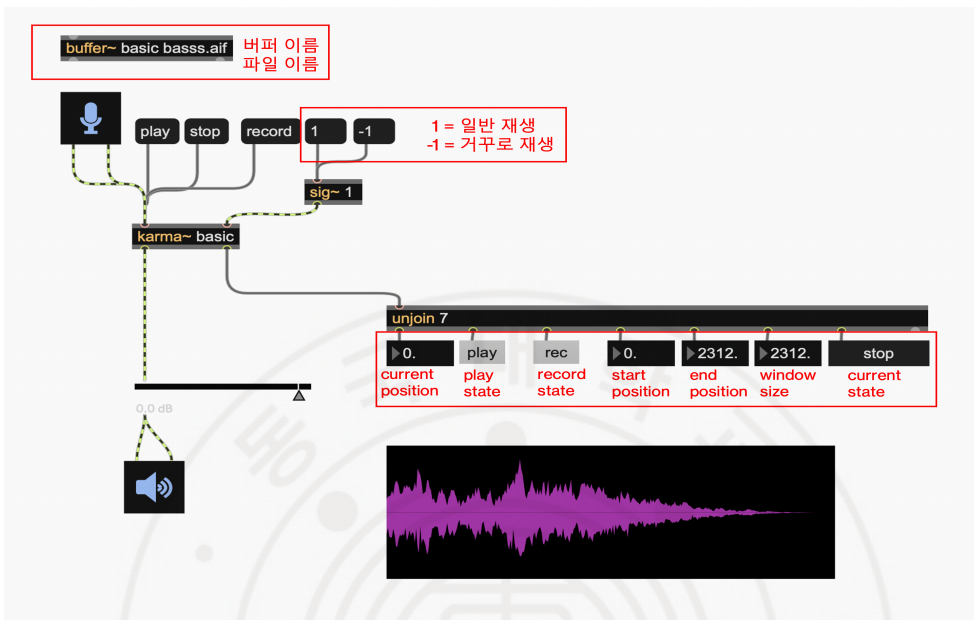 buffer~ basic basss.aif
버퍼 이름
파일 이름
play
stop
record
1
-1
1 = 일반 재생
-1 = 거꾸로 재생
sig~ 1
karma~ basic
unjoin 7
0.
play
rec
0.
2312.
2312.
stop
current position
play state
record state
start position
end position
window size
current state
0.0 dB